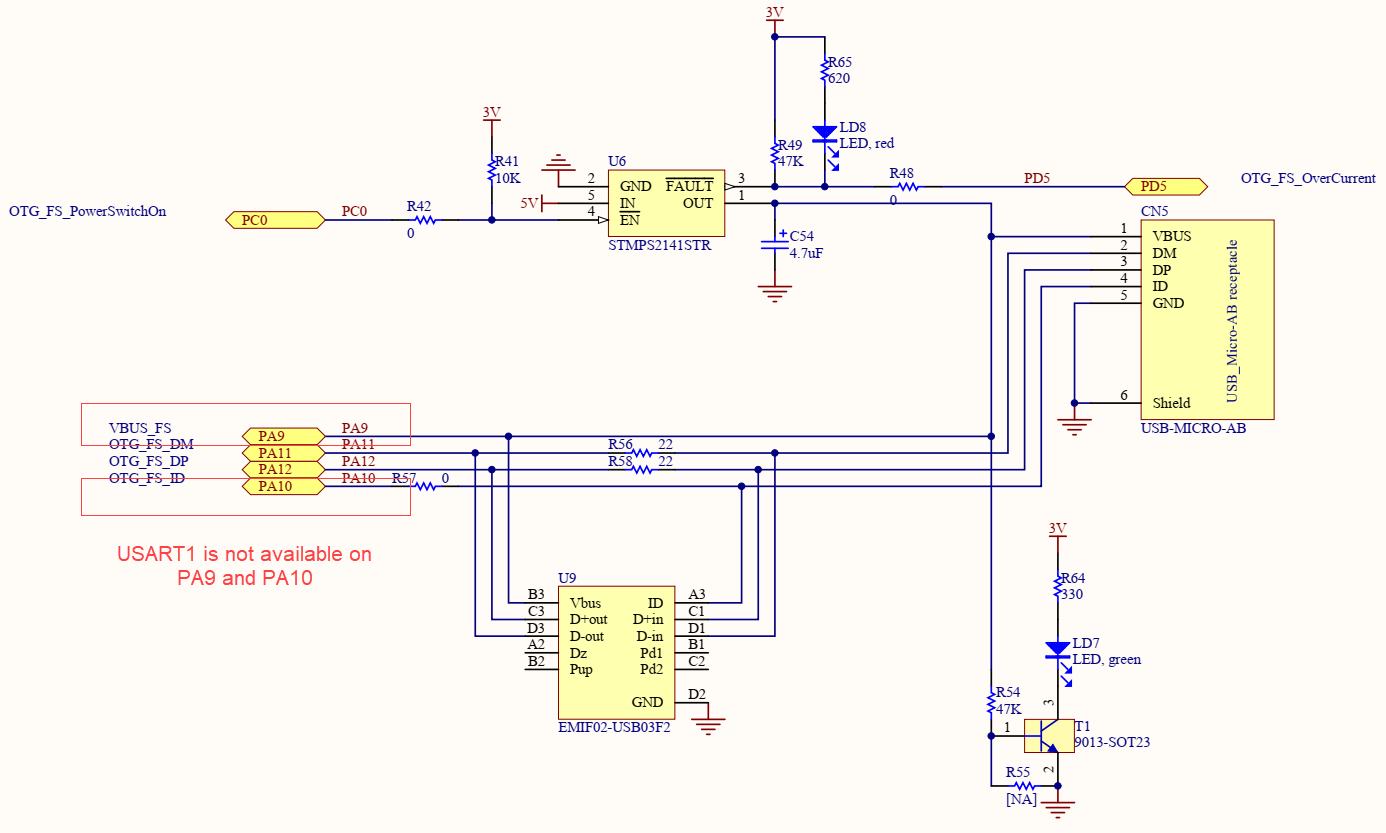 3V
R65
620
LD8
LED, red
R49
47K
3V
R41
10K
U6
2
GND
FAULT
3
5V
5
IN
OUT
1
4
EN
STMPS2141STR
OTG_FS_PowerSwitchOn
PC0
PC0
R42
0
R48
0
PD5
PD5
OTG_FS_OverCurrent
C54
4.7uF
CN5
1
VBUS
2
DM
3
DP
4
ID
5
GND
6
Shield
USB_Micro-AB receptacle
USB-MICRO-AB
VBUS_FS
PA9
PA9
OTG_FS_DM
PA11
PA11
R56
22
OTG_FS_DP
PA12
PA12
R58
22
OTG_FS_ID
PA10
PA10
R57
0
USART1 is not available on
PA9 and PA10
U9
B3
Vbus
ID
A3
C3
D+out
D+in
C1
D3
D-out
D-in
D1
A2
Dz
Pd1
B1
B2
Pup
Pd2
C2
GND
D2
EMIF02-USB03F2
3V
R64
330
LD7
LED, green
R54
47K
3
1
T1
9013-SOT23
2
R55
[NA]